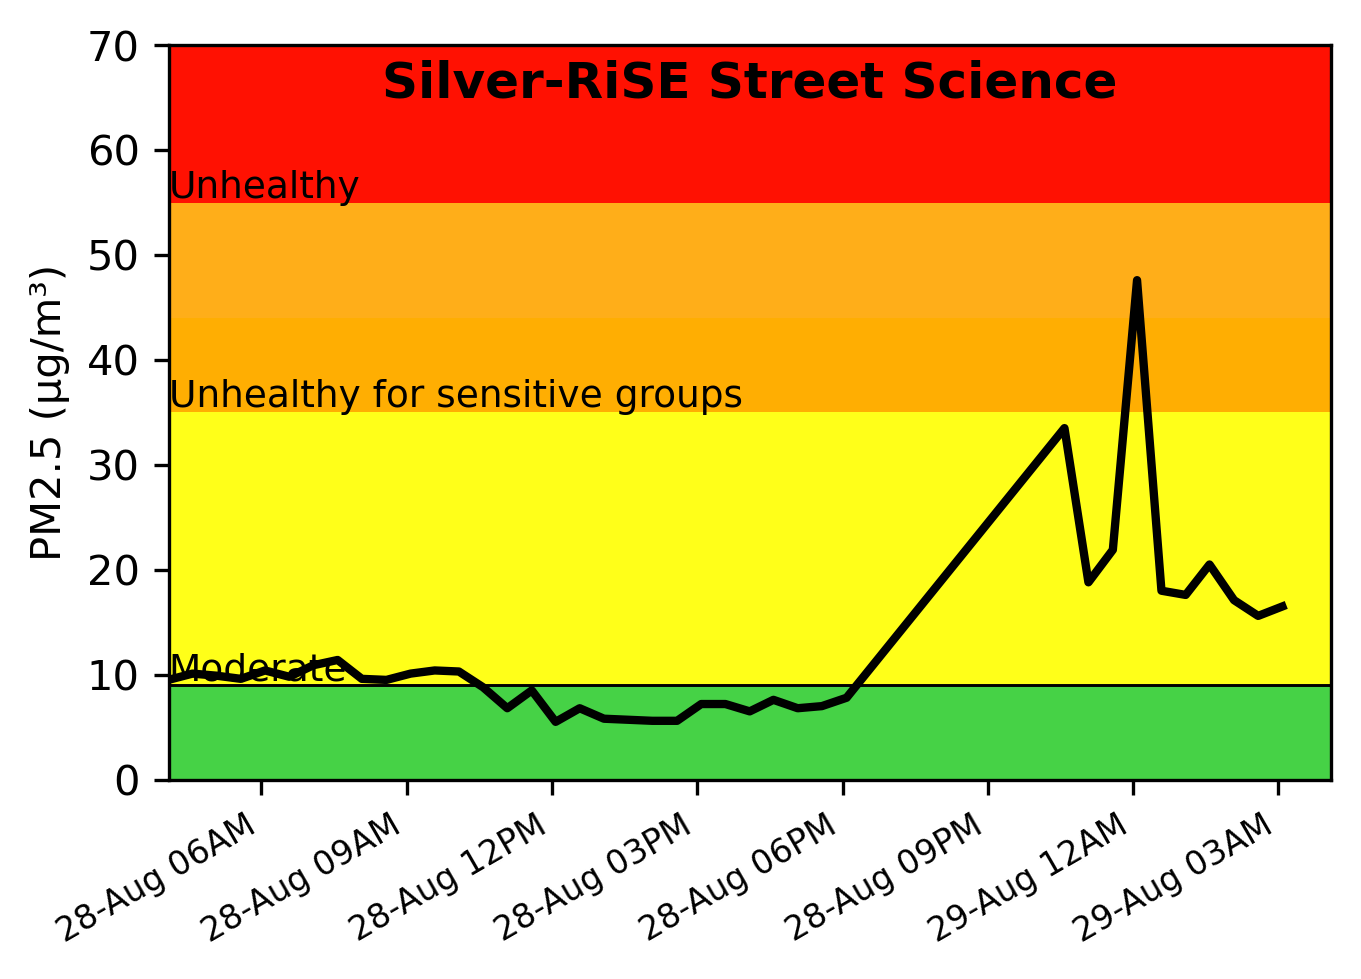 Silver-RiSE Street Science
70
60
50
40
30
20
10
0
PM2.5 (µg/m³)
Unhealthy
Unhealthy for sensitive groups
Moderate
28-Aug 06AM
28-Aug 09AM
28-Aug 12PM
28-Aug 03PM
28-Aug 06PM
28-Aug 09PM
29-Aug 12AM
29-Aug 03AM